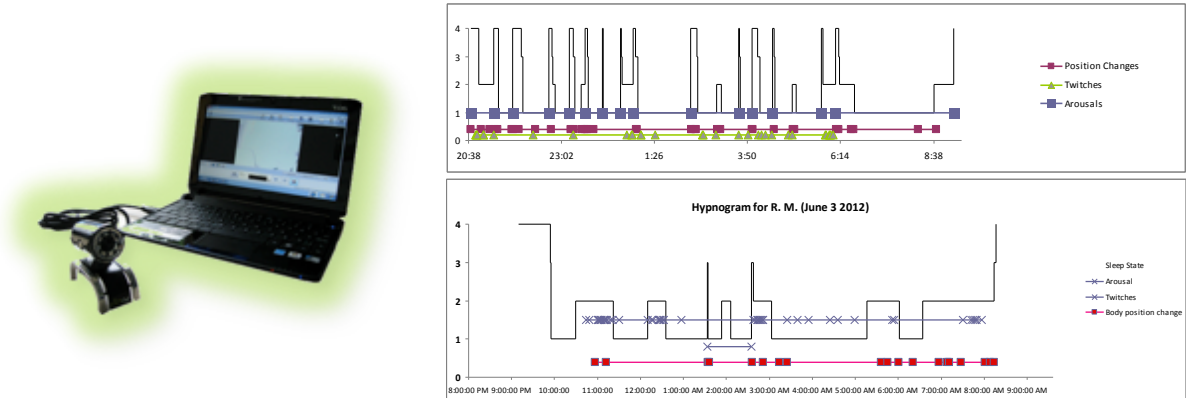 4
3
2
1
0
20:38 23:02 1:26 3:50 6:14 8:38
Position Changes
Twitches
Arousals
Hypnogram for R. M. (June 3 2012)
4
3
2
1
0
8:00:00 PM 9:00:00 PM 10:00:00 11:00:00 12:00:00 1:00:00 AM 2:00:00 AM 3:00:00 AM 4:00:00 AM 5:00:00 AM 6:00:00 AM 7:00:00 AM 8:00:00 AM 9:00:00 AM
Sleep State
Arousal
Twitches
Body position change